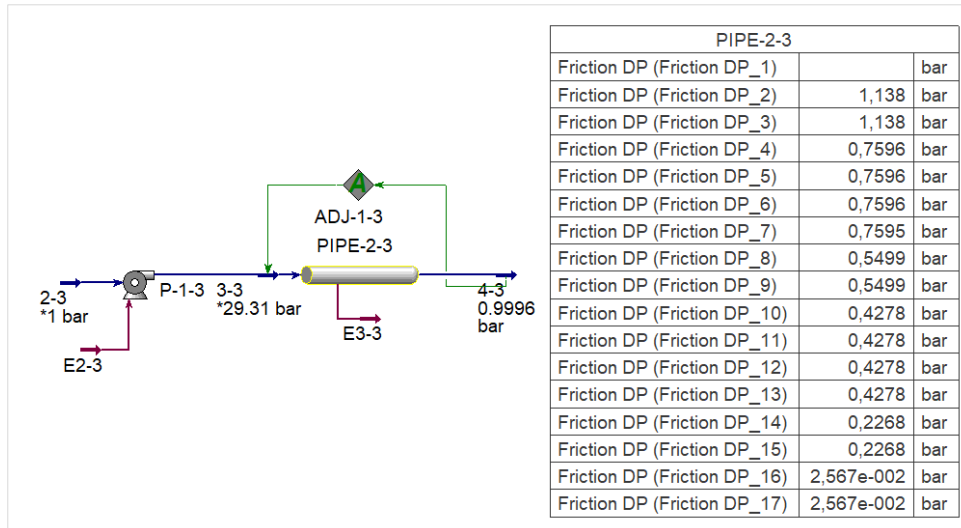 A
ADJ-1-3
PIPE-2-3
2-3
*1 bar
P-1-3
3-3
*29.31 bar
4-3
0.9996
bar
E2-3
E3-3
PIPE-2-3
Friction DP (Friction DP_1) bar
Friction DP (Friction DP_2) 1,138 bar
Friction DP (Friction DP_3) 1,138 bar
Friction DP (Friction DP_4) 0,7596 bar
Friction DP (Friction DP_5) 0,7596 bar
Friction DP (Friction DP_6) 0,7596 bar
Friction DP (Friction DP_7) 0,7595 bar
Friction DP (Friction DP_8) 0,5499 bar
Friction DP (Friction DP_9) 0,5499 bar
Friction DP (Friction DP_10) 0,4278 bar
Friction DP (Friction DP_11) 0,4278 bar
Friction DP (Friction DP_12) 0,4278 bar
Friction DP (Friction DP_13) 0,4278 bar
Friction DP (Friction DP_14) 0,2268 bar
Friction DP (Friction DP_15) 0,2268 bar
Friction DP (Friction DP_16) 2,567e-002 bar
Friction DP (Friction DP_17) 2,567e-002 bar